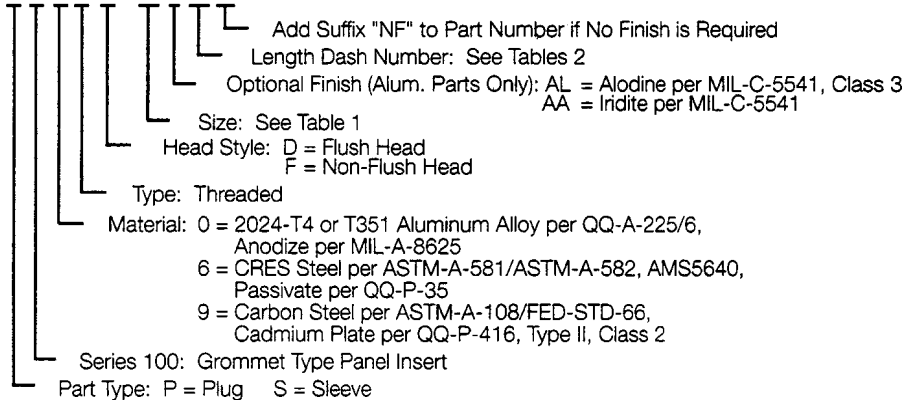 Add Suffix "NF" to Part Number if No Finish is Required
Length Dash Number: See Tables 2
Optional Finish (Alum. Parts Only): AL = Alodine per MIL-C-5541, Class 3
AA = Iridite per MIL-C-5541
Size: See Table 1
Head Style: D = Flush Head
F = Non-Flush Head
Type: Threaded
Material: 0 = 2024-T4 or T351 Aluminum Alloy per QQ-A-225/6,
Anodize per MIL-A-8625
6 = CRES Steel per ASTM-A-581/ASTM-A-582, AMS5640,
Passivate per QQ-P-35
9 = Carbon Steel per ASTM-A-108/FED-STD-66,
Cadmium Plate per QQ-P-416, Type II, Class 2
Series 100: Grommet Type Panel Insert
Part Type: P = Plug S = Sleeve